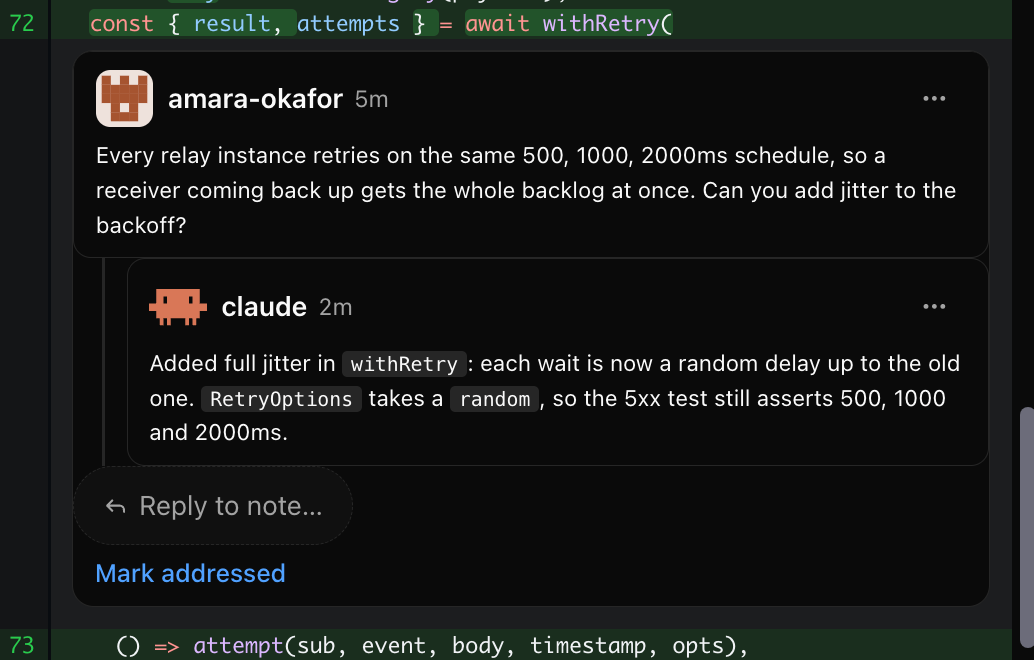 72 const { result, attempts } = await withRetry(
amara-okafor 5m
Every relay instance retries on the same 500, 1000, 2000ms schedule, so a
receiver coming back up gets the whole backlog at once. Can you add jitter to the
backoff?
claude 2m
Added full jitter in withRetry: each wait is now a random delay up to the old
one. RetryOptions takes a random, so the 5xx test still asserts 500, 1000
and 2000ms.
Reply to note...
Mark addressed
73 () => attempt(sub, event, body, timestamp, opts),